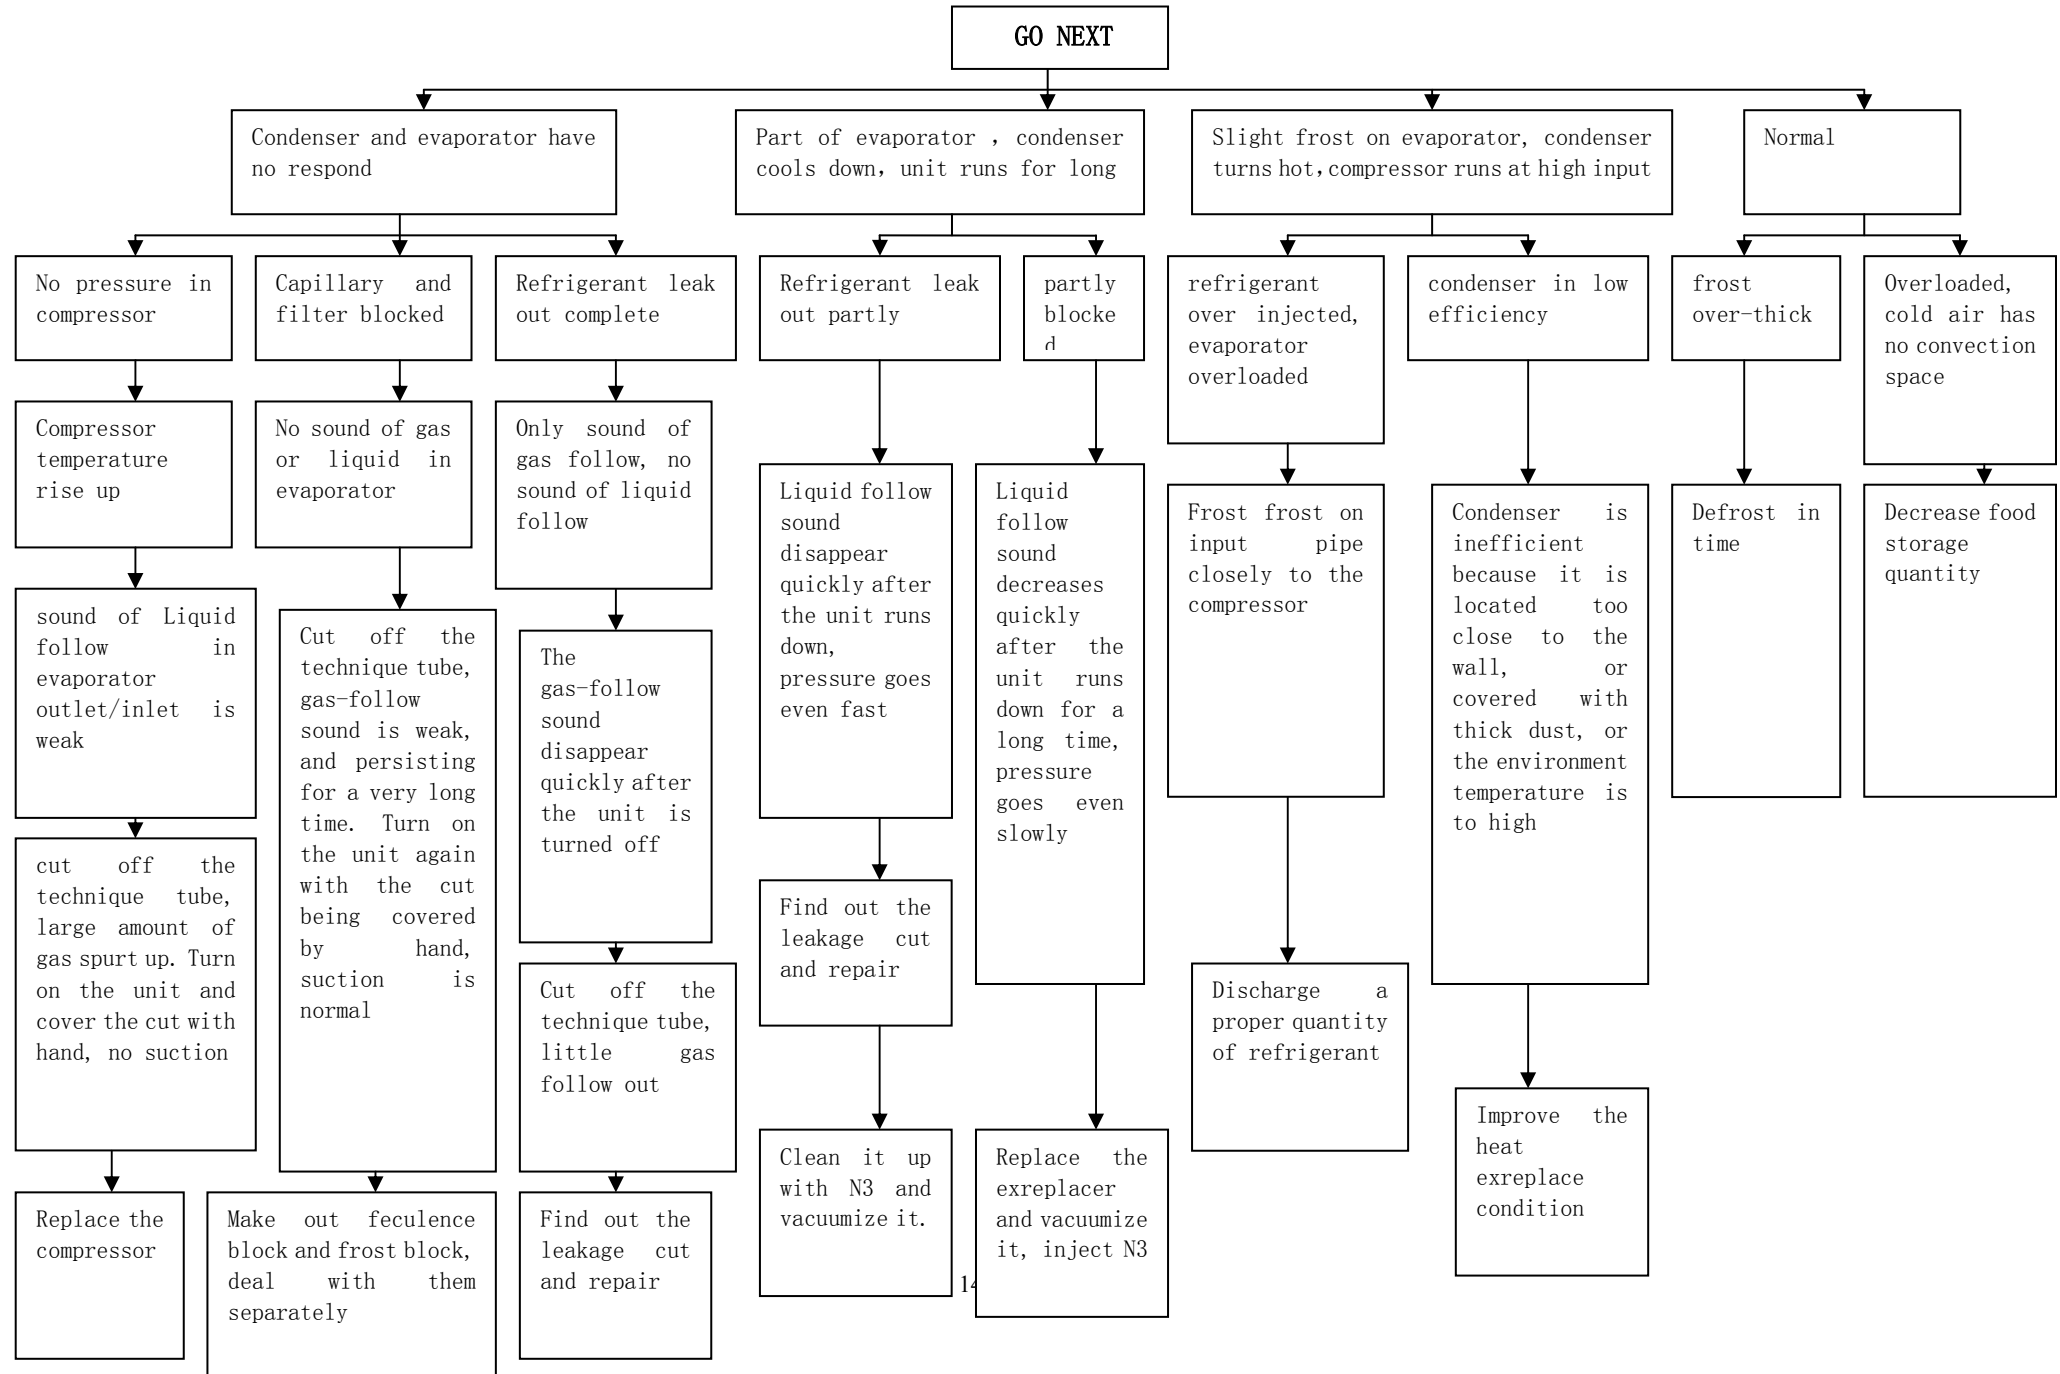 GO NEXT
Condenser and evaporator have
no respond
Part of evaporator , condenser
cools down, unit runs for long
Slight frost on evaporator, condenser
turns hot,compressor runs at high input
Normal
No pressure in
compressor
Capillary and
filter blocked
Refrigerant leak
out complete
Refrigerant leak
out partly
partly
blocke
d
refrigerant
over injected,
evaporator
overloaded
condenser in low
efficiency
frost
over-thick
Overloaded,
cold air has
no convection
space
Compressor
temperature
rise up
No sound of gas
or liquid in
evaporator
Only sound of
gas follow, no
sound of liquid
follow
Liquid follow
sound
disappear
quickly after
the unit runs
down,
pressure goes
even fast
Liquid
follow
sound
decreases
quickly
after the
unit runs
down for a
long time,
pressure
goes even
slowly
Frost frost on
input pipe
closely to the
compressor
Condenser is
inefficient
because it is
located too
close to the
wall, or
covered with
thick dust, or
the environment
temperature is
to high
Defrost in
time
Decrease food
storage
quantity
sound of Liquid
follow in
evaporator
outlet/inlet is
weak
Cut off the
technique tube,
gas-follow
sound is weak,
and persisting
for a very long
time. Turn on
the unit again
with the cut
being covered
by hand,
suction is
normal
The
gas-follow
sound
disappear
quickly after
the unit is
turned off
cut off the
technique tube,
large amount of
gas spurt up. Turn
on the unit and
cover the cut with
hand, no suction
Find out the
leakage cut
and repair
Cut off the
technique tube,
little gas
follow out
Discharge a
proper quantity
of refrigerant
Improve the
heat
exreplace
condition
Clean it up
with N3 and
vacuumize it.
Replace the
exreplacer
and vacuumize
it, inject N3
Replace the
compressor
Make out feculence
block and frost block,
deal with them
separately
Find out the
leakage cut
and repair
14